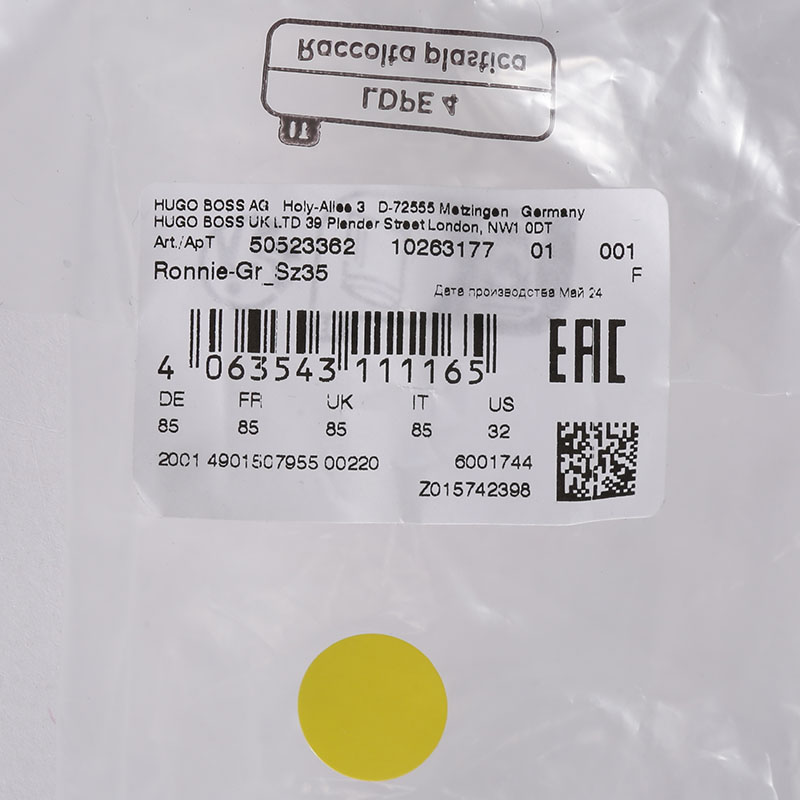 Raccolta plastica
LDPE 4
IT
HUGO BOSS AG Holy-Allee 3 D-72555 Metzingen Germany
HUGO BOSS UK LTD 39 Plender Street London, NW1 0DT
Art./АрТ 50523362 10263177 01 001
Ronnie-Gr_Sz35 F
Дата производства Май 24
4 063543 111165
EAC
DE FR UK IT US
85 85 85 85 32
2001 4901507955 00220 6001744
Z015742398